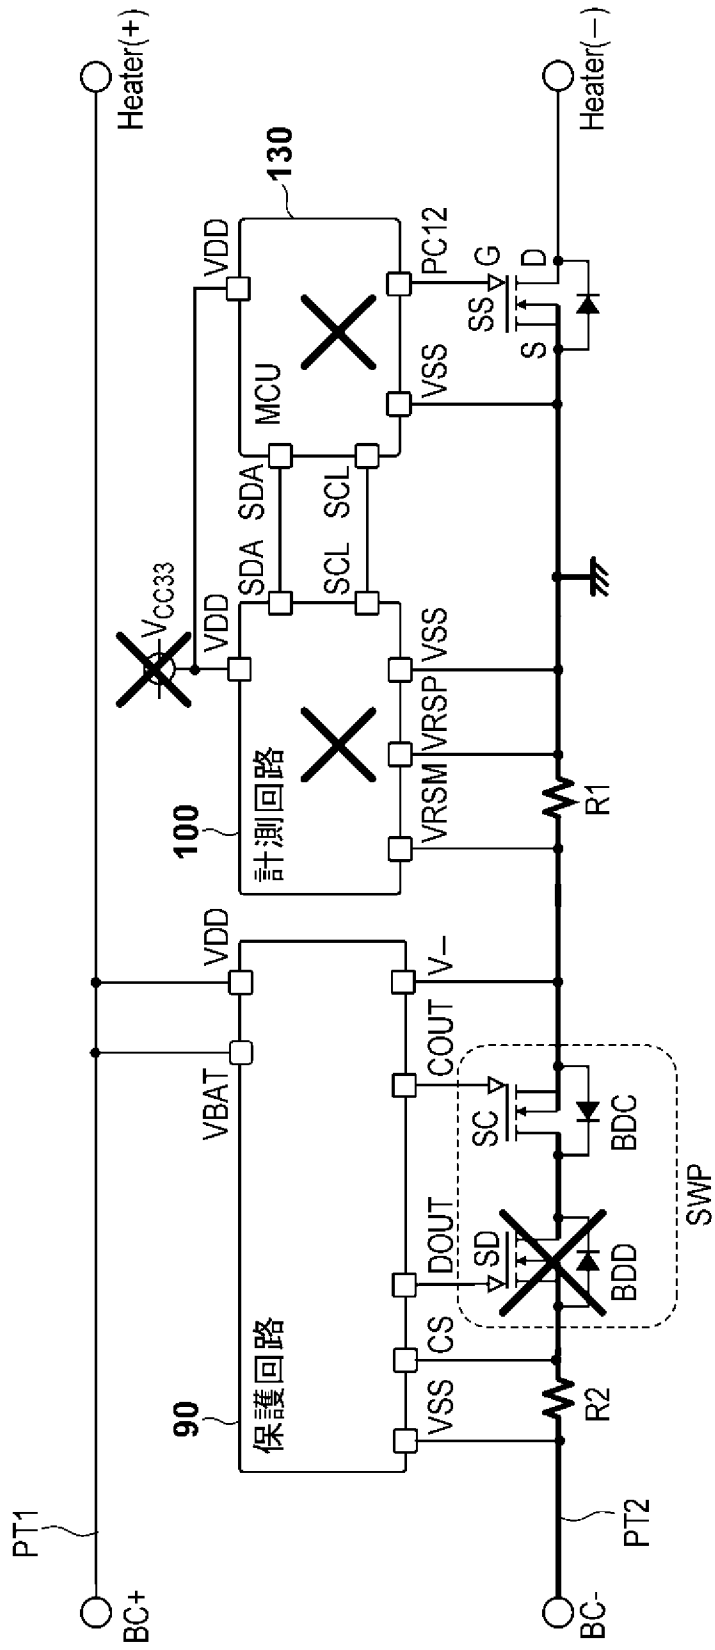 PT1
BC+
Heater(+)
90
保護回路
VBAT
VDD
VSS
CS
DOUT
COUT
V−
100
計測回路
VDD
VCC33
SDA
SCL
VRSM
VRSP
VSS
130
MCU
VDD
SDA
SCL
VSS
PC12
BC-
PT2
R2
SD
BDD
SC
BDC
SWP
R1
SS
G
S
D
Heater(−)